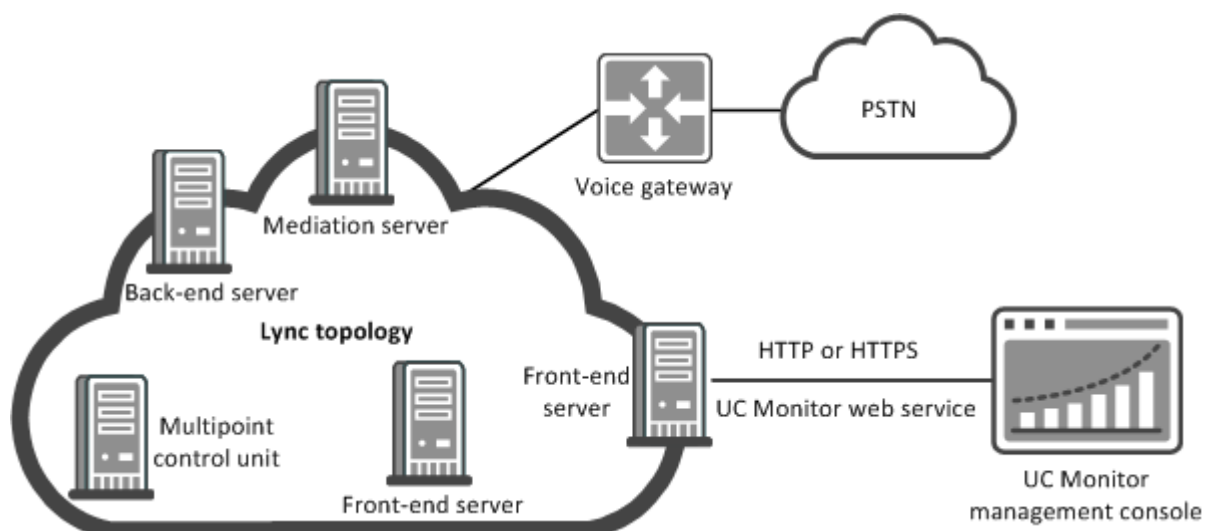 PSTN
Voice gateway
Mediation server
Back-end server
Lync topology
HTTP or HTTPS
Front-end
server
UC Monitor web service
Multipoint
control unit
Front-end server
UC Monitor
management console